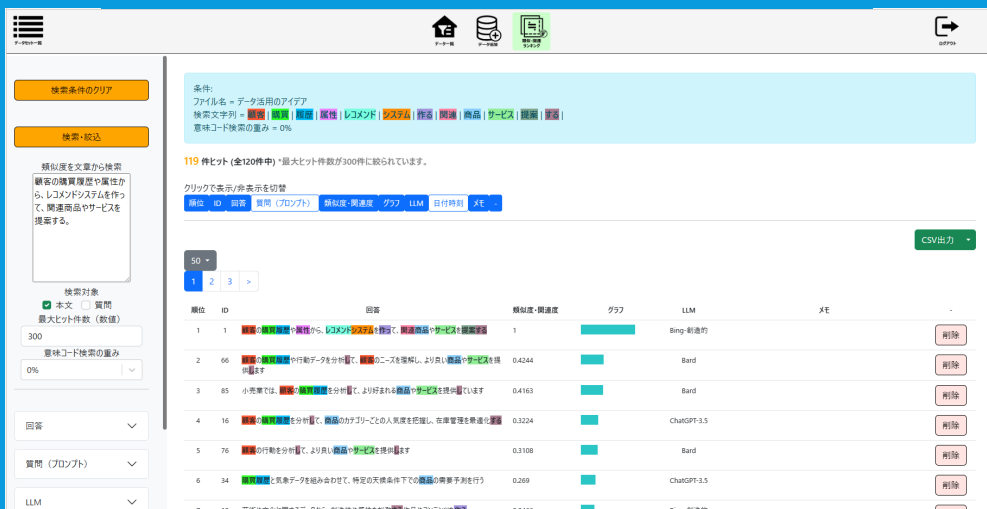 データセット一覧
データ一覧
データ追加
類似・関連
ランキング
ログアウト
検索条件のクリア
検索・絞込
類似度を文章から検索
顧客の購買履歴や属性か
ら、レコメンドシステムを作っ
て、関連商品やサービスを
提案する。
検索対象
本文 質問
最大ヒット件数（数値）
300
意味コード検索の重み
0%
回答
質問（プロンプト）
LLM
条件:
ファイル名 = データ活用のアイデア
検索文字列 = 顧客 | 購買 | 履歴 | 属性 | レコメンド | システム | 作る | 関連 | 商品 | サービス | 提案 | する |
意味コード検索の重み = 0%
119 件ヒット (全120件中) *最大ヒット件数が300件に絞られています。
クリックで表示/非表示を切替
順位 ID 回答 質問（プロンプト） 類似度・関連度 グラフ LLM 日付時刻 メモ -
CSV出力
50
1 2 3 >
順位 ID 回答 類似度・関連度 グラフ LLM メモ -
1 1 顧客の購買履歴や属性から、レコメンドシステムを作って、関連商品やサービスを提案する 1 Bing-創造的 削除
2 66 顧客の購買履歴や行動データを分析して、顧客のニーズを理解し、より良い商品やサービスを提 0.4244 Bard 削除
供します
3 85 小売業では、顧客の購買履歴を分析して、より好まれる商品やサービスを提供しています 0.4163 Bard 削除
4 16 顧客の購買履歴を分析して、商品のカテゴリーごとの人気度を把握し、在庫管理を最適化する 0.3224 ChatGPT-3.5 削除
5 76 顧客の行動を分析して、より良い商品やサービスを提供します 0.3108 Bard 削除
6 34 購買履歴と気象データを組み合わせて、特定の天候条件下での商品の需要予測を行う 0.269 ChatGPT-3.5 削除